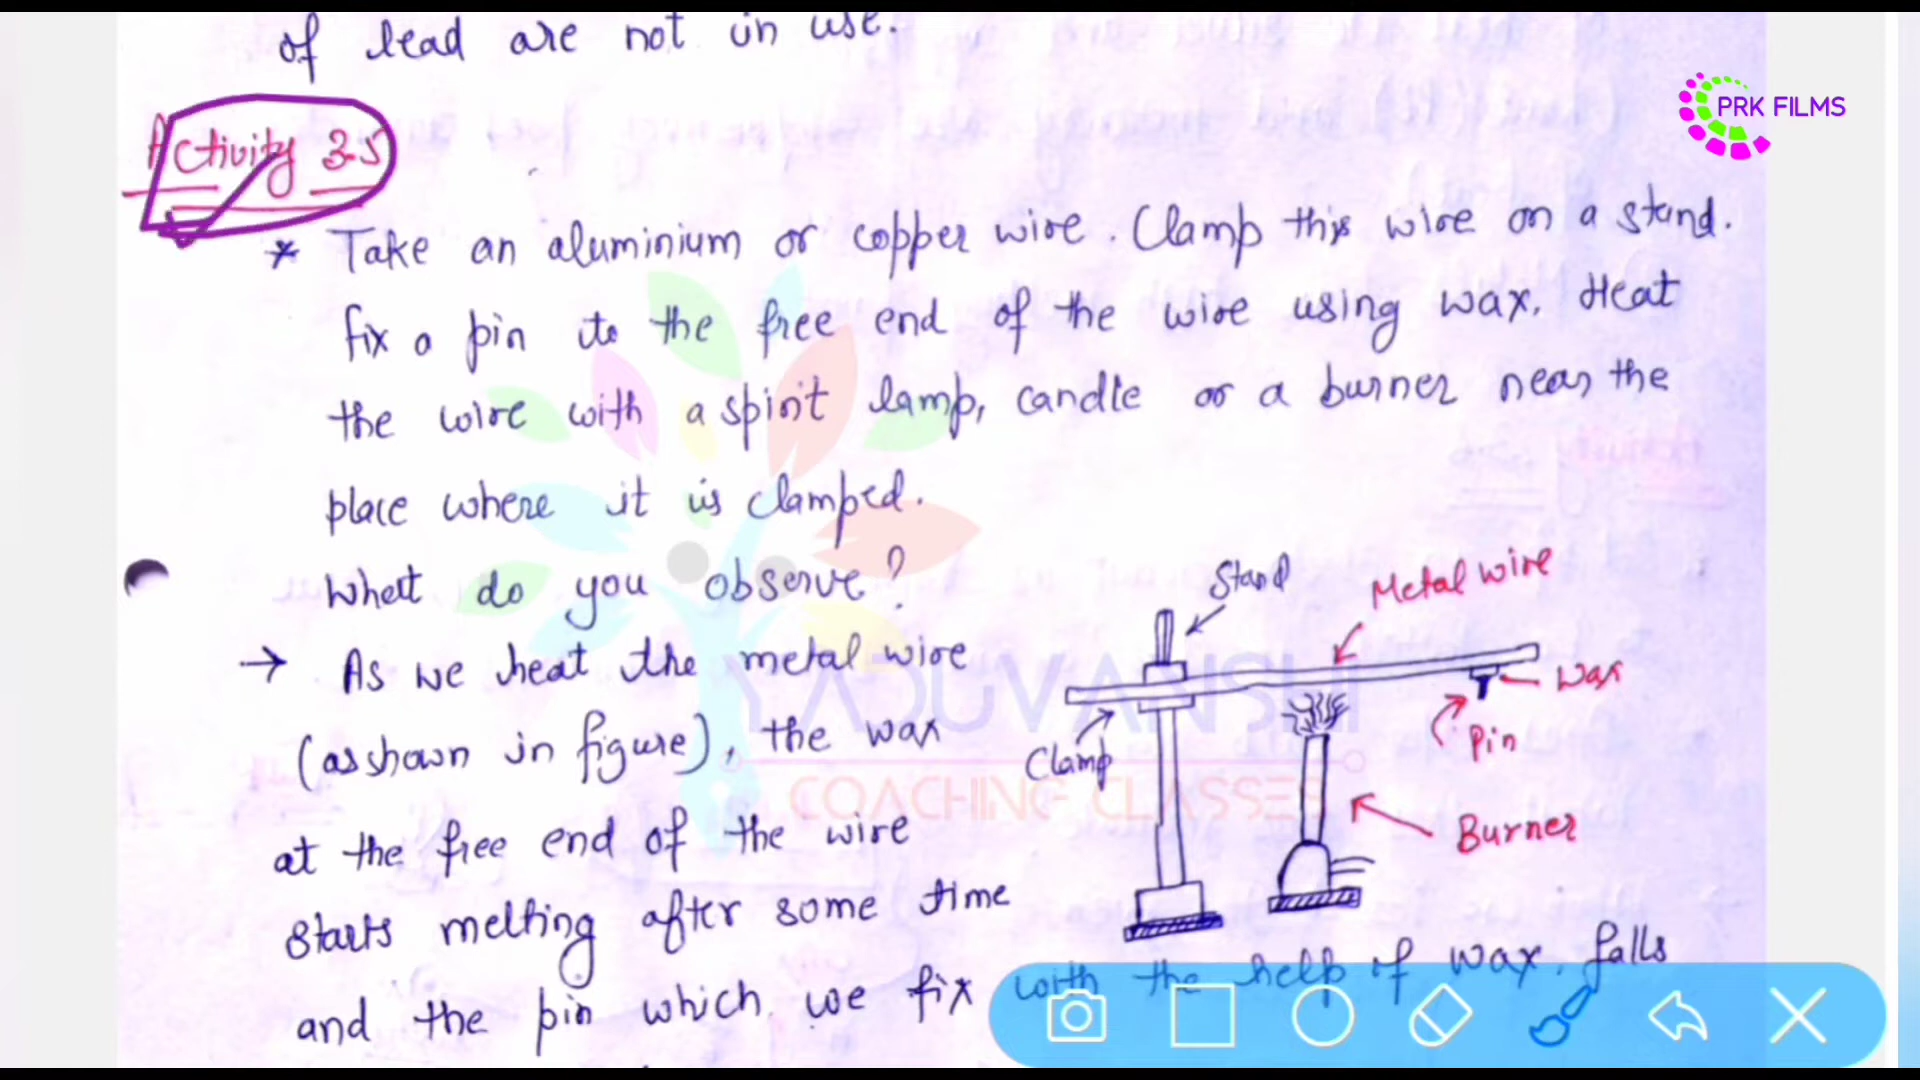 of lead are not in use.
PRK FILMS
Activity 3.5
* Take an aluminium or copper wire. Clamp this wire on a stand.
fix a pin to the free end of the wire using wax. Heat
the wire with a spirit lamp, candle or a burner near the
place where it is clamped.
What do you observe?
→ As we heat the metal wire
(as shown in figure), the wax
at the free end of the wire
starts melting after some time
and the pin which we fix with the help of wax. falls
Stand
Metal wire
Wax
Pin
Clamp
Burner
YADUVANSHI
COACHING CLASSES